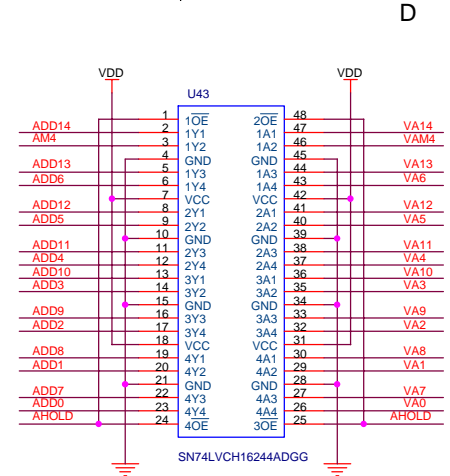 D
VDD VDD
U43
1 1OE 2OE 48
ADD14 2 1Y1 1A1 47 VA14
AM4 3 1Y2 1A2 46 VAM4
4 GND GND 45
ADD13 5 1Y3 1A3 44 VA13
ADD6 6 1Y4 1A4 43 VA6
7 VCC VCC 42
ADD12 8 2Y1 2A1 41 VA12
ADD5 9 2Y2 2A2 40 VA5
10 GND GND 39
ADD11 11 2Y3 2A3 38 VA11
ADD4 12 2Y4 2A4 37 VA4
ADD10 13 3Y1 3A1 36 VA10
ADD3 14 3Y2 3A2 35 VA3
15 GND GND 34
ADD9 16 3Y3 3A3 33 VA9
ADD2 17 3Y4 3A4 32 VA2
18 VCC VCC 31
ADD8 19 4Y1 4A1 30 VA8
ADD1 20 4Y2 4A2 29 VA1
21 GND GND 28
ADD7 22 4Y3 4A3 27 VA7
ADD0 23 4Y4 4A4 26 VA0
AHOLD 24 4OE 3OE 25 AHOLD
SN74LVCH16244ADGG